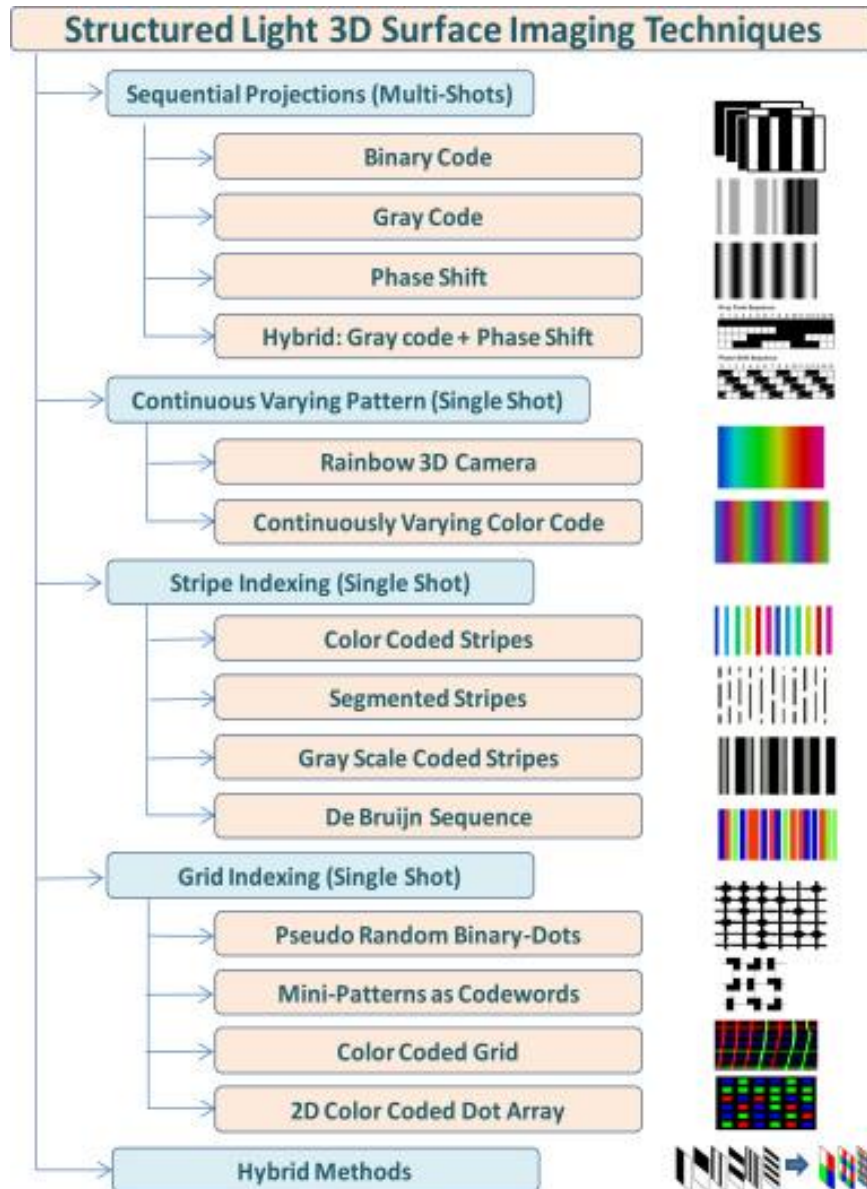 Structured Light 3D Surface Imaging Techniques
Sequential Projections (Multi-Shots)
Binary Code
Gray Code
Phase Shift
Hybrid: Gray code + Phase Shift
Continuous Varying Pattern (Single Shot)
Rainbow 3D Camera
Continuously Varying Color Code
Stripe Indexing (Single Shot)
Color Coded Stripes
Segmented Stripes
Gray Scale Coded Stripes
De Bruijn Sequence
Grid Indexing (Single Shot)
Pseudo Random Binary-Dots
Mini-Patterns as Codewords
Color Coded Grid
2D Color Coded Dot Array
Hybrid Methods